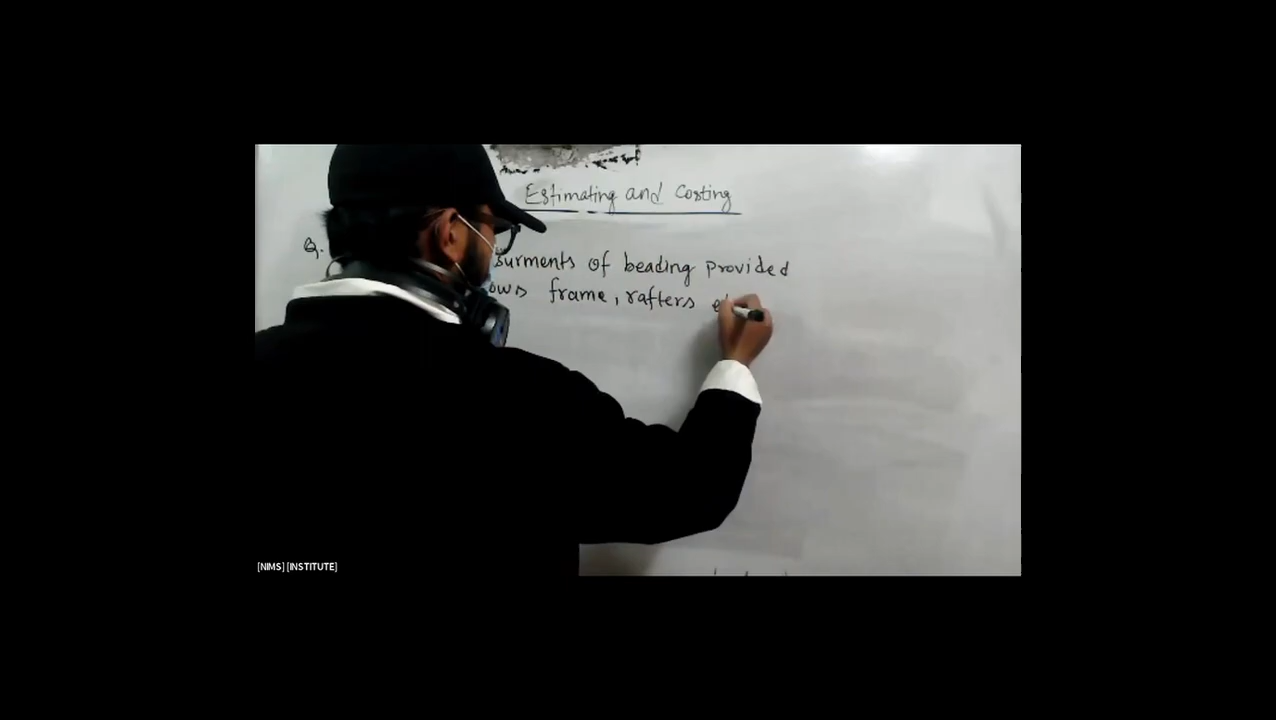 Estimating and Costing
Q.
surments of beading provided
ows frame, rafters
[NIMS] [INSTITUTE]